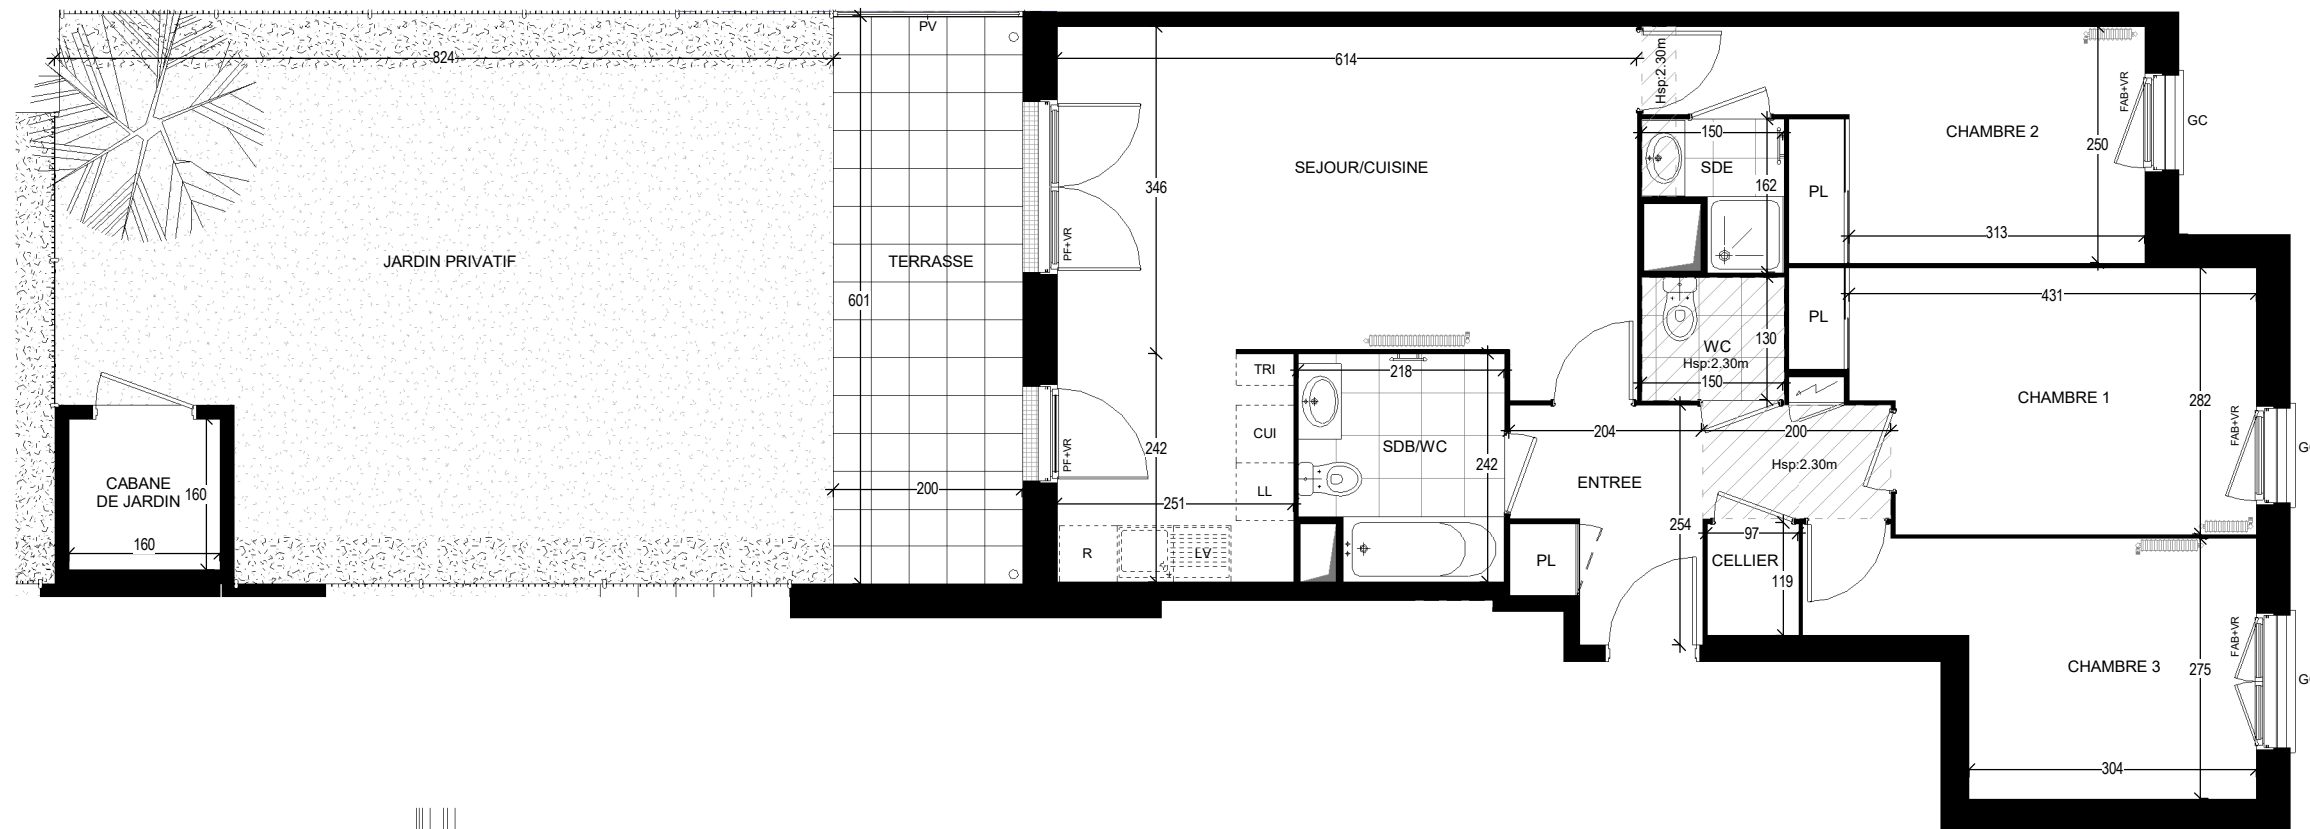 PV
824
614
Hsp:2.30m
FAB+VR
GC
CHAMBRE 2
250
150
SDE
162
PL
313
SEJOUR/CUISINE
346
PF+VR
JARDIN PRIVATIF
TERRASSE
601
PL
431
130
WC
Hsp:2.30m
150
TRI
218
CHAMBRE 1
282
FAB+VR
G
CUI
204
200
SDB/WC
242
242
PF+VR
Hsp:2.30m
CABANE
DE JARDIN
160
160
200
251
LL
ENTREE
254
97
CELLIER
119
R
LV
PL
FAB+VR
G
CHAMBRE 3
275
304